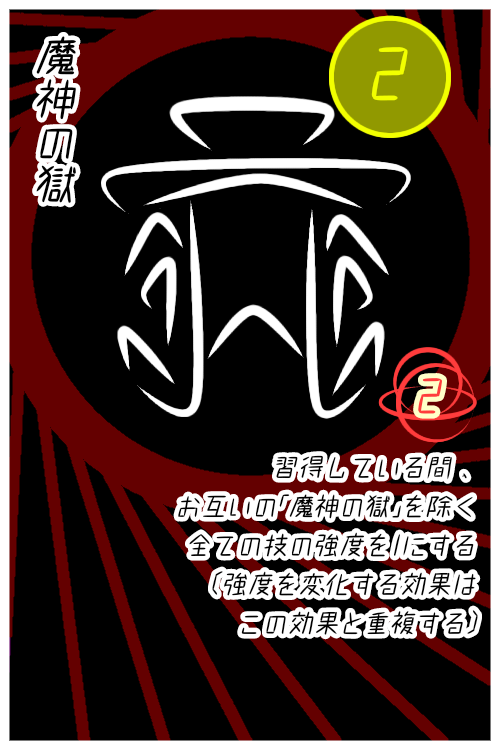 魔神の獄
2
2
習得している間、
お互いの「魔神の獄」を除く
全ての技の強度を1にする
(強度を変化する効果は
この効果と重複する)